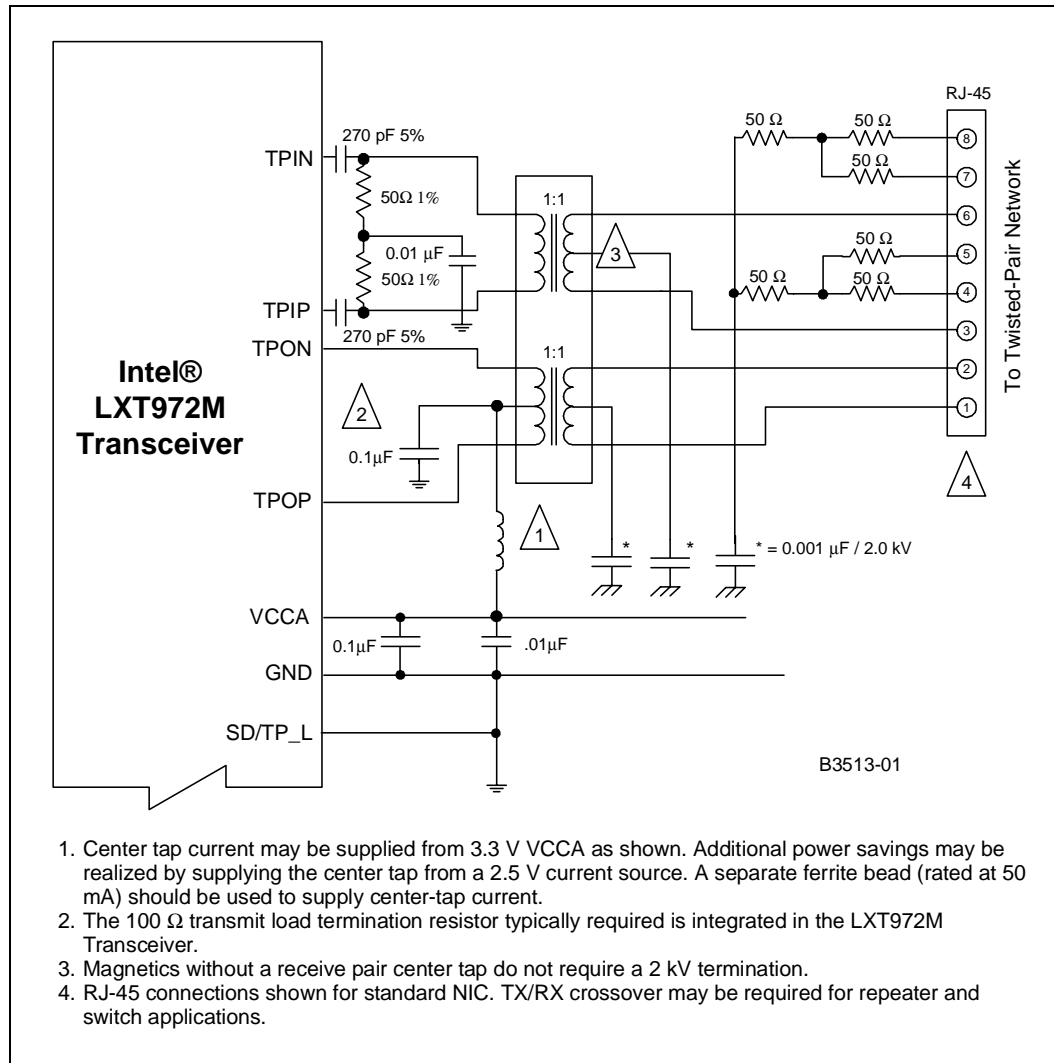 RJ-45
50 Ω
50 Ω
8
270 pF 5%
TPIN
50 Ω
7
50Ω 1%
1:1
6
50 Ω
3
5
0.01 µF
50 Ω
50 Ω
50Ω 1%
4
TPIP
3
270 pF 5%
TPON
1:1
2
Intel®
LXT972M
Transceiver
2
1
To Twisted-Pair Network
0.1µF
4
TPOP
1
*
*
* = 0.001 µF / 2.0 kV
VCCA
0.1µF
.01µF
GND
SD/TP_L
B3513-01
1. Center tap current may be supplied from 3.3 V VCCA as shown. Additional power savings may be
realized by supplying the center tap from a 2.5 V current source. A separate ferrite bead (rated at 50
mA) should be used to supply center-tap current.
2. The 100 Ω transmit load termination resistor typically required is integrated in the LXT972M
Transceiver.
3. Magnetics without a receive pair center tap do not require a 2 kV termination.
4. RJ-45 connections shown for standard NIC. TX/RX crossover may be required for repeater and
switch applications.